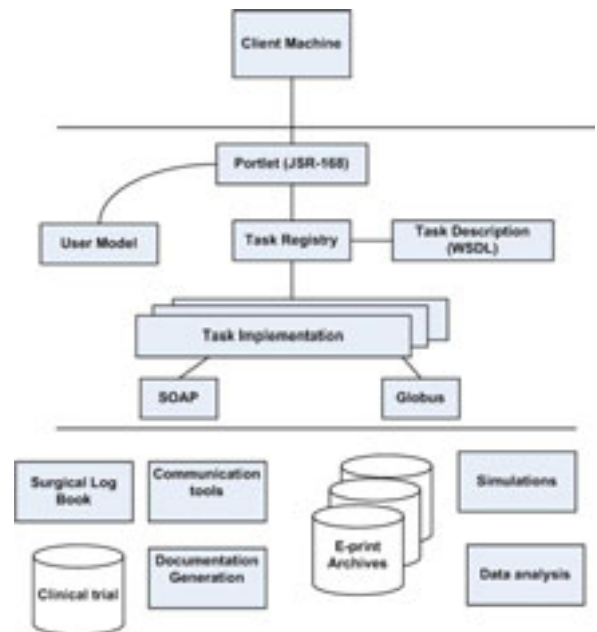 Client Machine
Portlet (JSR-168)
User Model
Task Registry
Task Description
(WSDL)
Task Implementation
SOAP
Globus
Surgical Log
Book
Communication
tools
Simulations
E-print
Archives
Clinical trial
Documentation
Generation
Data analysis